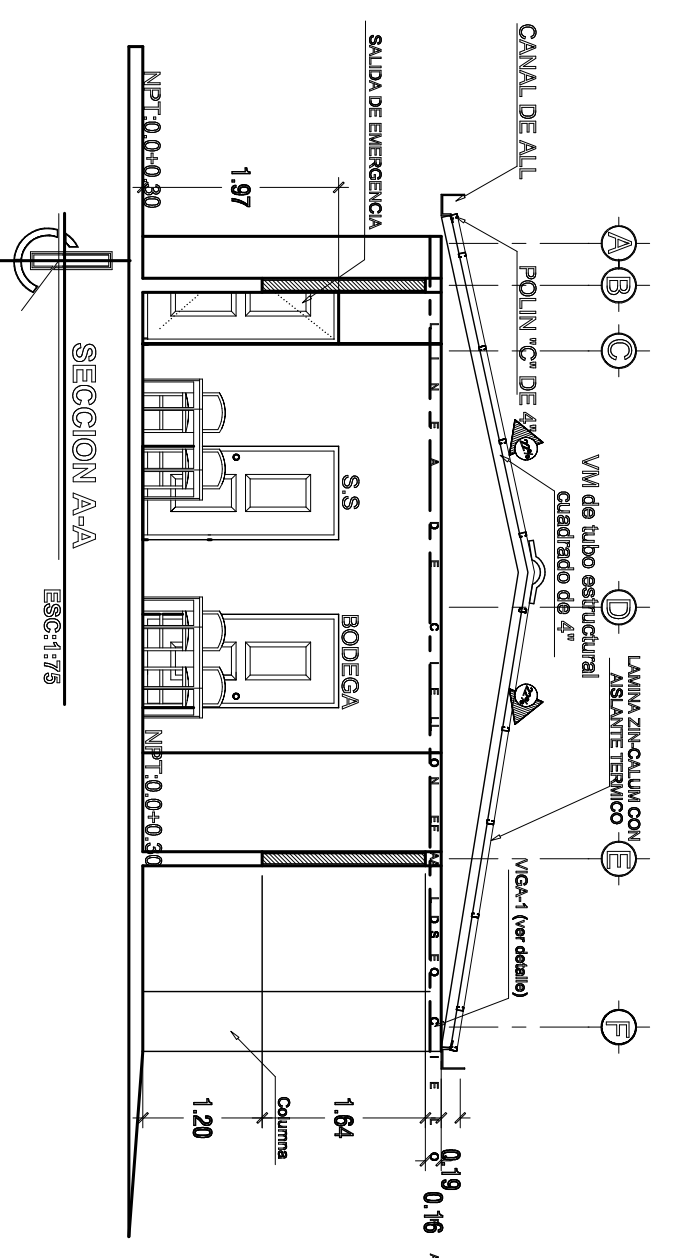 A
B
C
D
E
F
CANAL DE ALL
POLIN "C" DE 4"
VM de tubo estructural
cuadrado de 4"
LAMINA ZIN-CALUM CON
AISLANTE TERMICO
22%
22%
VIGA-1 (ver detalle)
SALIDA DE EMERGENCIA
1.97
S.S
BODEGA
Columna
1.64
1.20
0.19
0.16
NPT:0.0+0.30
NPT:0.0+0.30
SECCION A-A
ESC:1:75